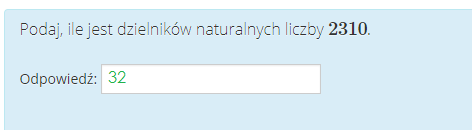 Podaj, ile jest dzielników naturalnych liczby 2310.
Odpowiedź: 32